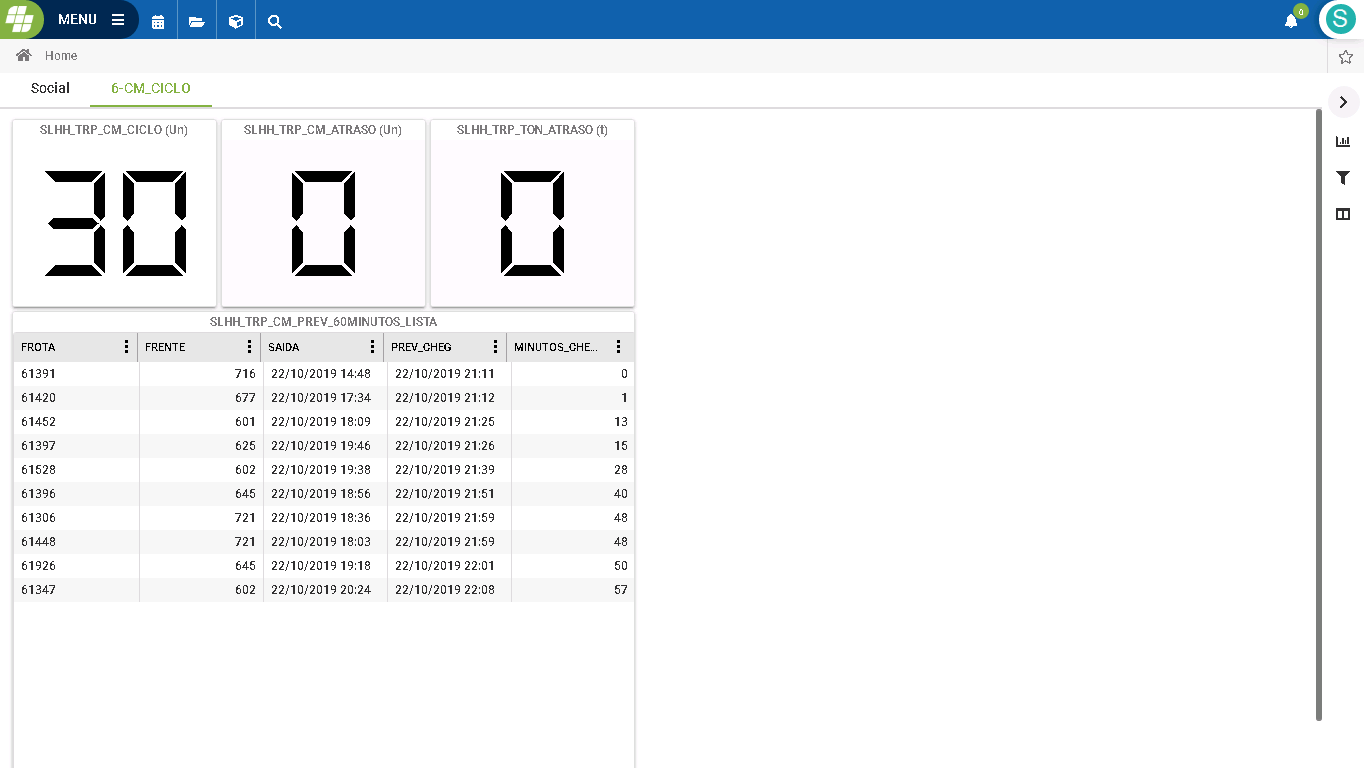 MENU
0
S
Home
Social 6-CM_CICLO
SLHH_TRP_CM_CICLO (Un) SLHH_TRP_CM_ATRASO (Un) SLHH_TRP_TON_ATRASO (t)
30 0 0
SLHH_TRP_CM_PREV_60MINUTOS_LISTA
FROTA FRENTE SAIDA PREV_CHEG MINUTOS_CHE...
61391 716 22/10/2019 14:48 22/10/2019 21:11 0
61420 677 22/10/2019 17:34 22/10/2019 21:12 1
61452 601 22/10/2019 18:09 22/10/2019 21:25 13
61397 625 22/10/2019 19:46 22/10/2019 21:26 15
61528 602 22/10/2019 19:38 22/10/2019 21:39 28
61396 645 22/10/2019 18:56 22/10/2019 21:51 40
61306 721 22/10/2019 18:36 22/10/2019 21:59 48
61448 721 22/10/2019 18:03 22/10/2019 21:59 48
61926 645 22/10/2019 19:18 22/10/2019 22:01 50
61347 602 22/10/2019 20:24 22/10/2019 22:08 57